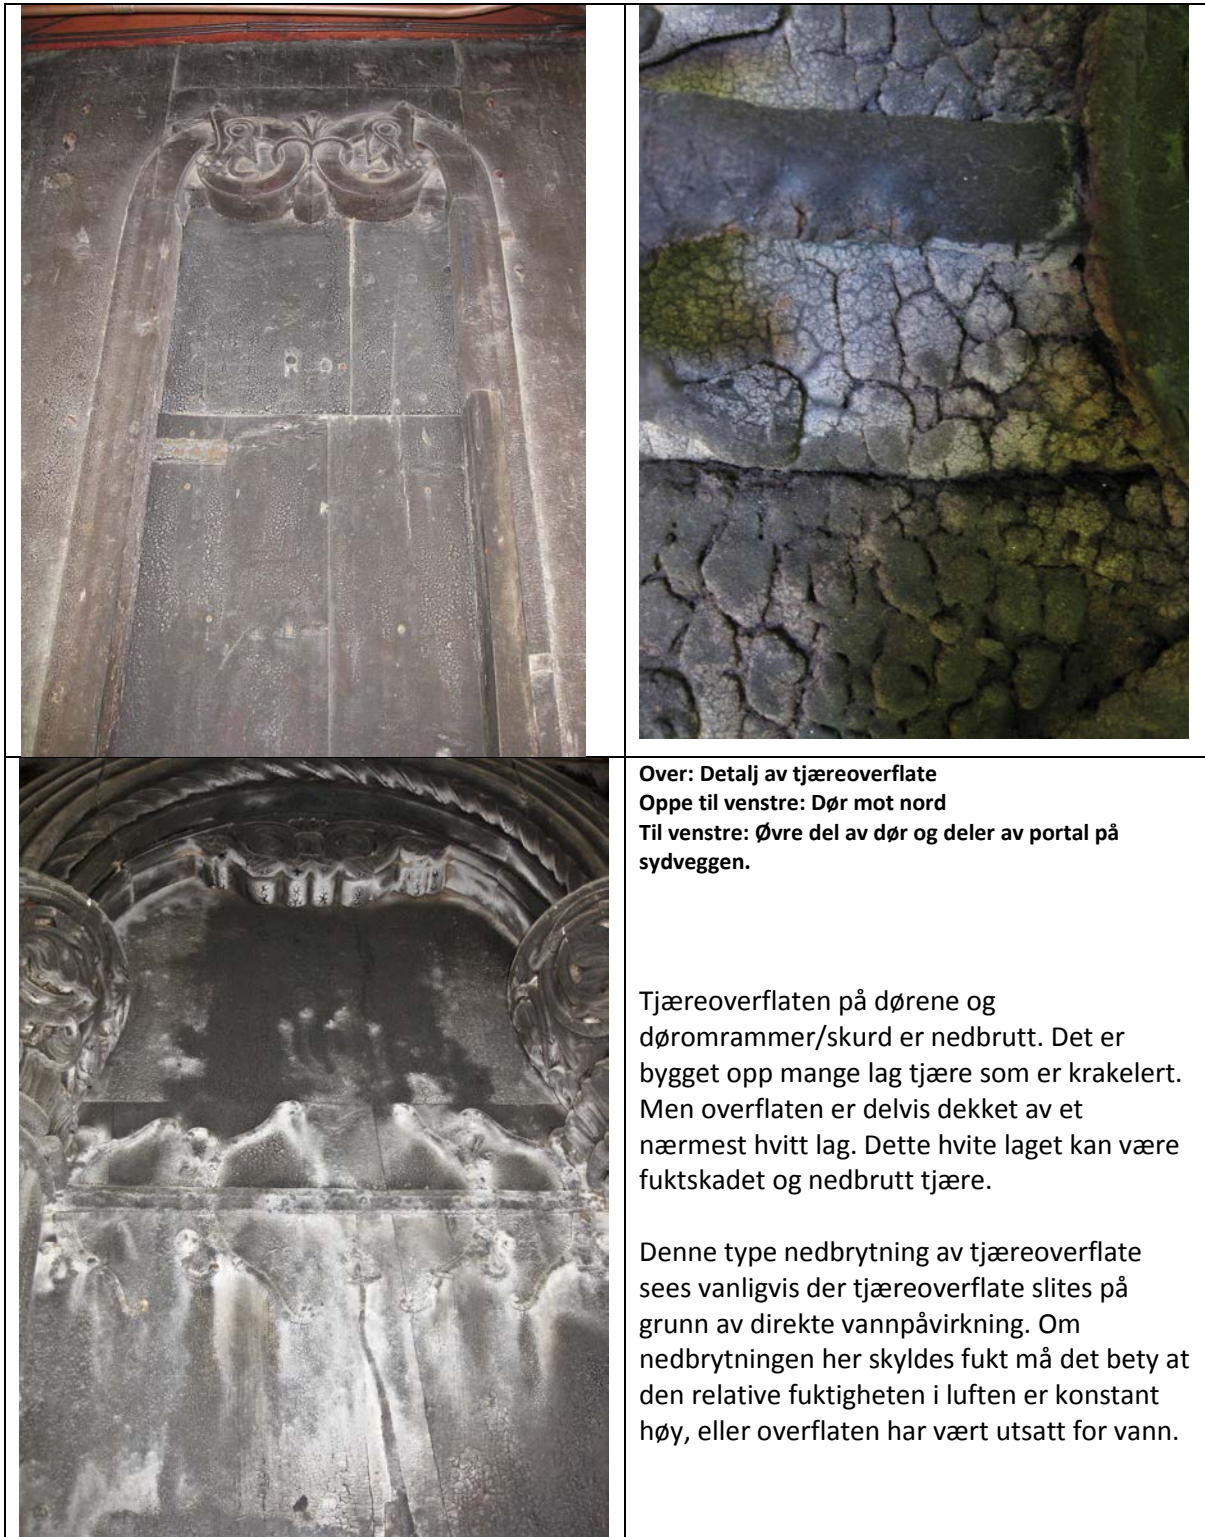 R
Over: Detalj av tjæreoverflate
Oppe til venstre: Dør mot nord
Til venstre: Øvre del av dør og deler av portal på
sydveggen.
Tjæreoverflaten på dørene og
døromrammer/skurd er nedbrutt. Det er
bygget opp mange lag tjære som er krakelert.
Men overflaten er delvis dekket av et
nærmest hvitt lag. Dette hvite laget kan være
fuktskadet og nedbrutt tjære.
Denne type nedbrytning av tjæreoverflate
sees vanligvis der tjæreoverflate slites på
grunn av direkte vannpåvirkning. Om
nedbrytningen her skyldes fukt må det bety at
den relative fuktigheten i luften er konstant
høy, eller overflaten har vært utsatt for vann.